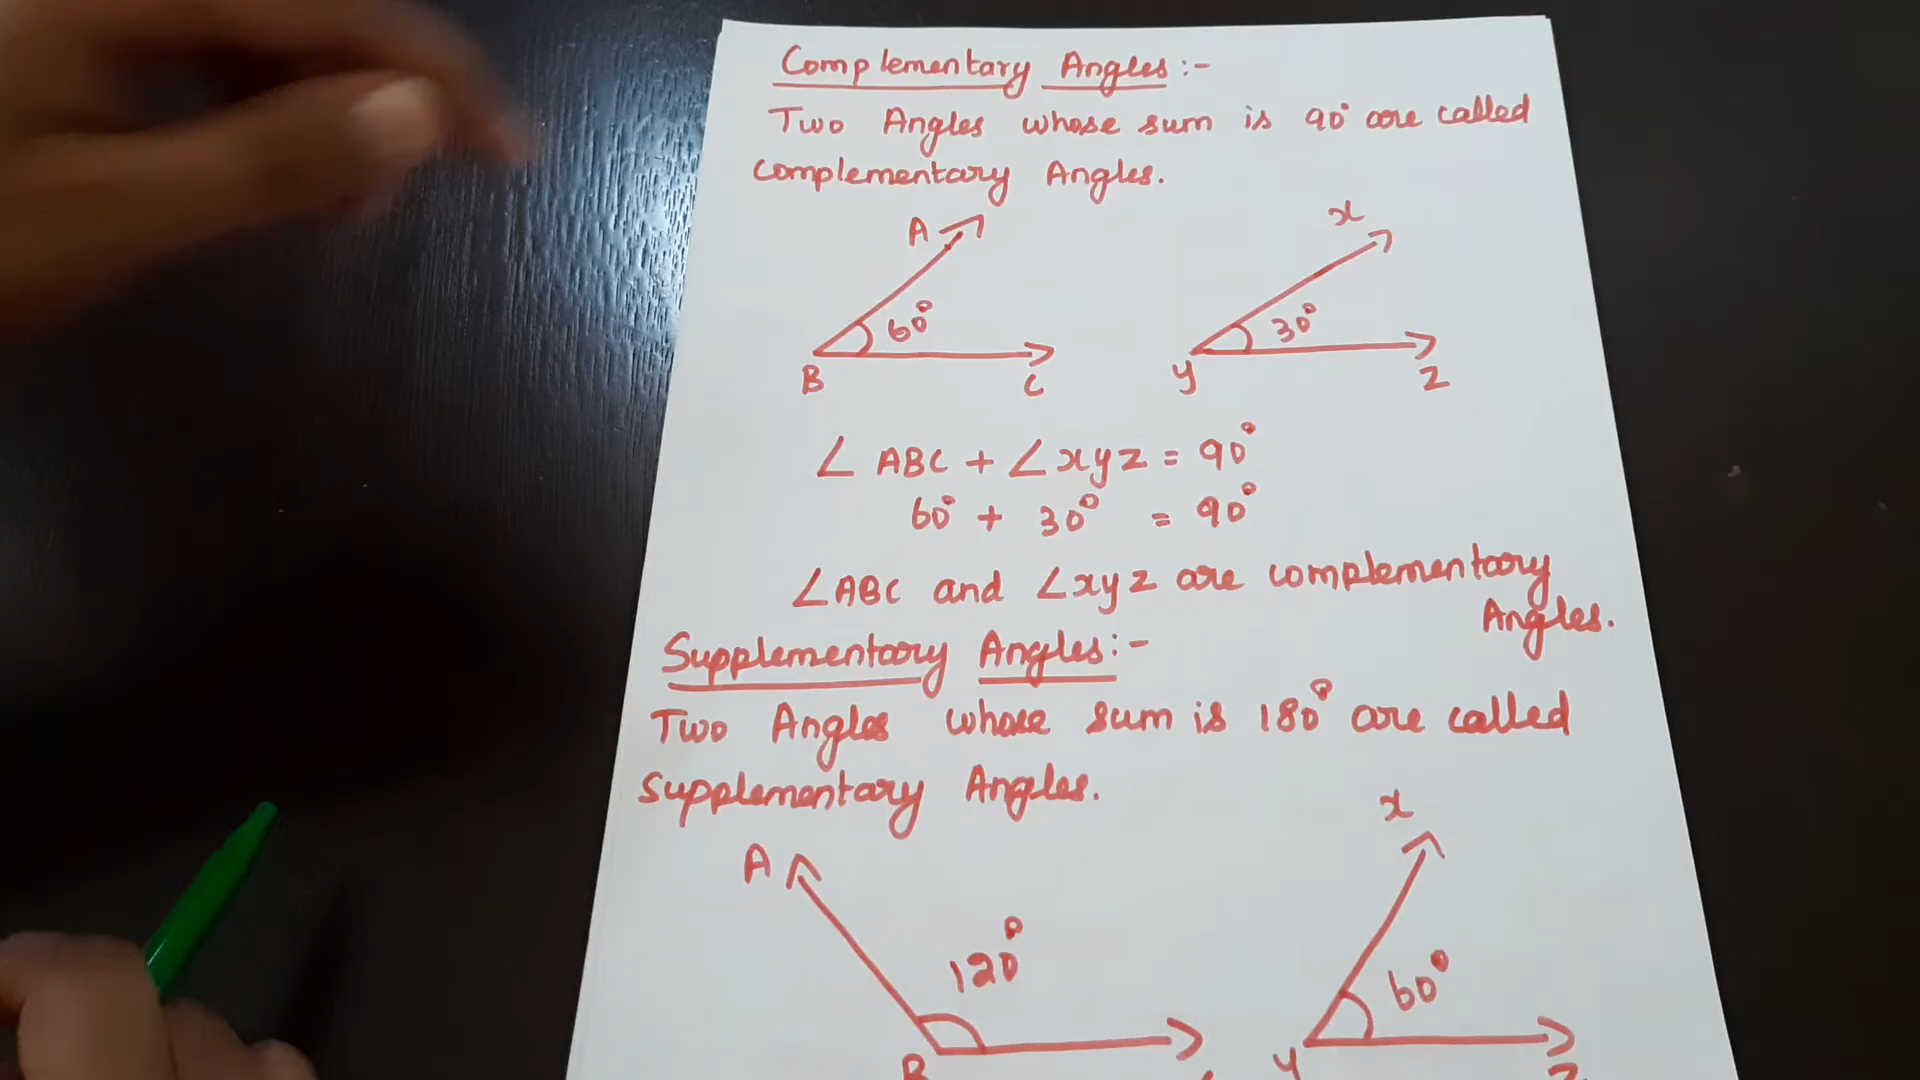 Complementary Angles:-
Two Angles whose sum is 90° are called
complementary Angles.
A x
60° 30°
B C y z
∠ ABC + ∠xyz = 90°
60° + 30° = 90°
∠ABC and ∠xyz are complementary
Angles.
Supplementary Angles:-
Two Angles whose sum is 180° are called
supplementary Angles.
x
A
120° 60°
B y